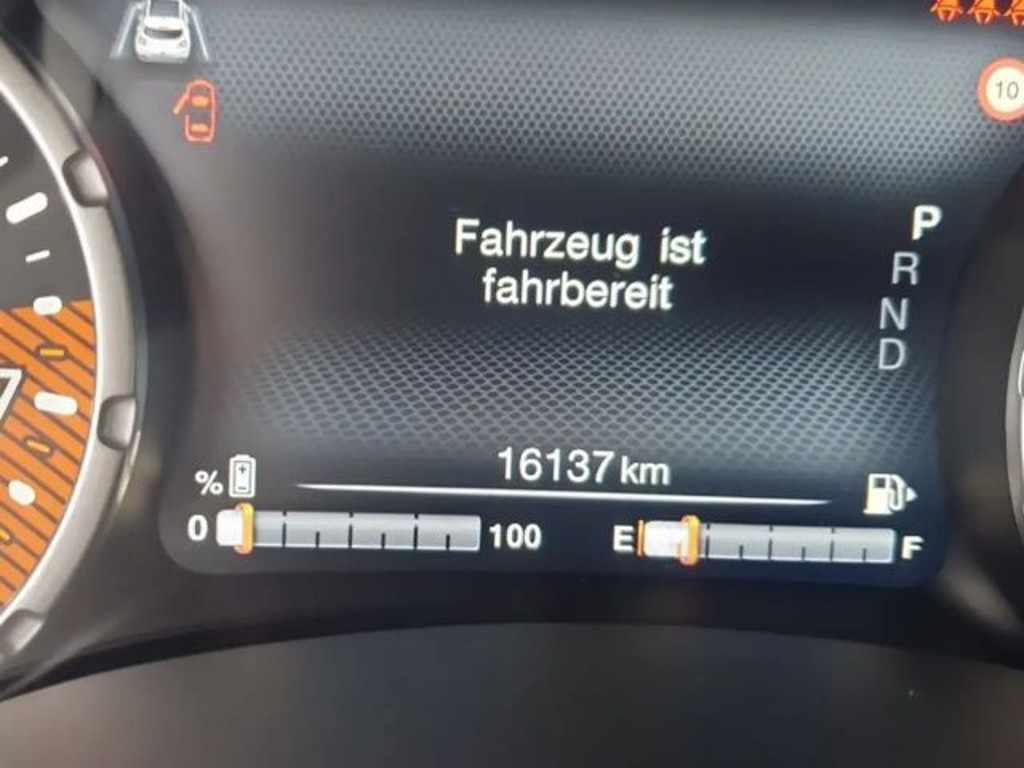 10
Fahrzeug ist
fahrbereit
P
R
N
D
16137 km
%
0 100
E F